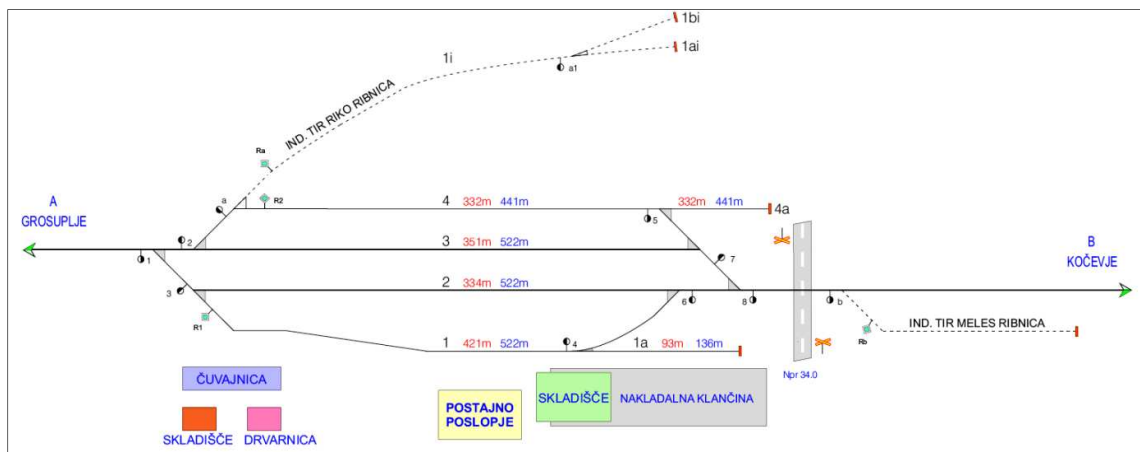 1bi
1ai
1i
a1
IND. TIR RIKO RIBNICA
Ra
A
GROSUPLJE
a
R2
4 332m 441m
332m 441m
4a
5
2
3 351m 522m
1
7
B
KOČEVJE
3
2 334m 522m
6
8
b
R1
IND. TIR MELES RIBNICA
Rb
4
1 421m 522m
1a 93m 136m
Npr 34.0
ČUVAJNICA
SKLADIŠČE
DRVARNICA
POSTAJNO
POSLOPJE
SKLADIŠČE
NAKLADALNA KLANČINA